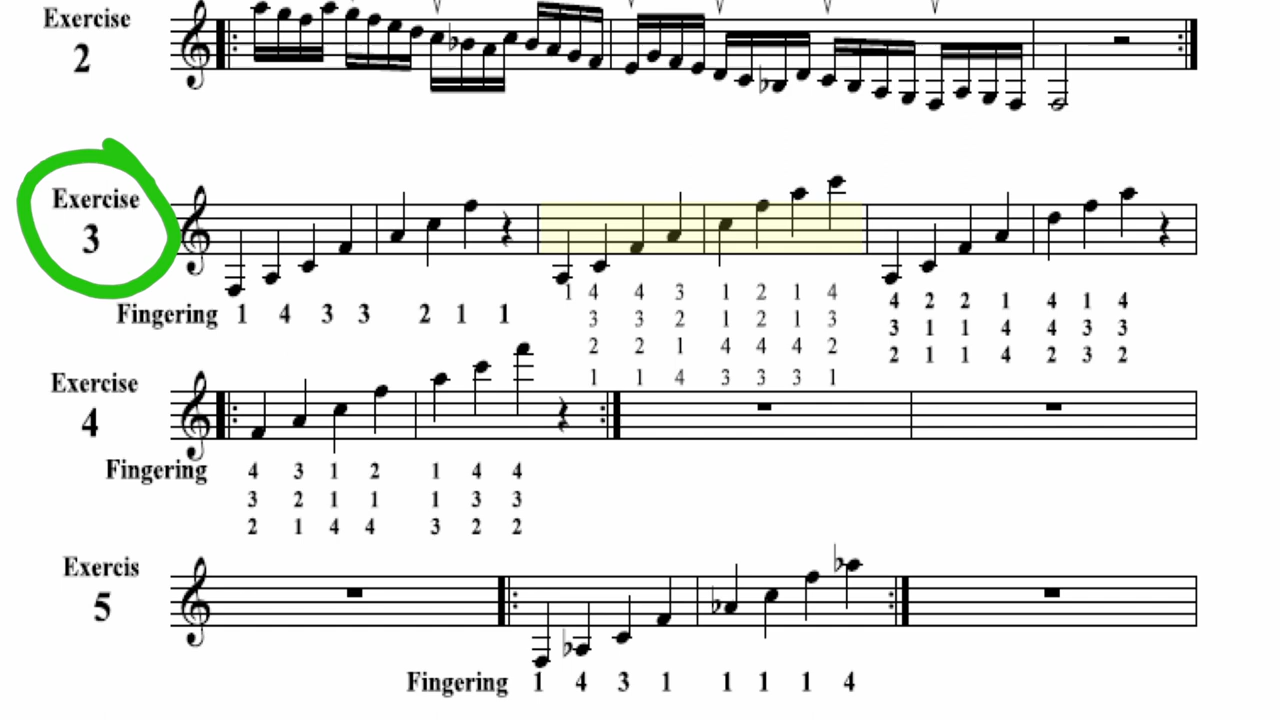 Exercise
2
Exercise
3
Fingering 1 4 3 3 2 1 1
1 4 4 3 1 2 1 4
3 3 2 1 2 1 3
2 2 1 4 4 4 2
1 1 4 3 3 3 1
4 2 2 1 4 1 4
3 1 1 4 4 3 3
2 1 1 4 2 3 2
Exercise
4
Fingering 4 3 1 2 1 4 4
3 2 1 1 1 3 3
2 1 4 4 3 2 2
Exercis
5
Fingering 1 4 3 1 1 1 1 4